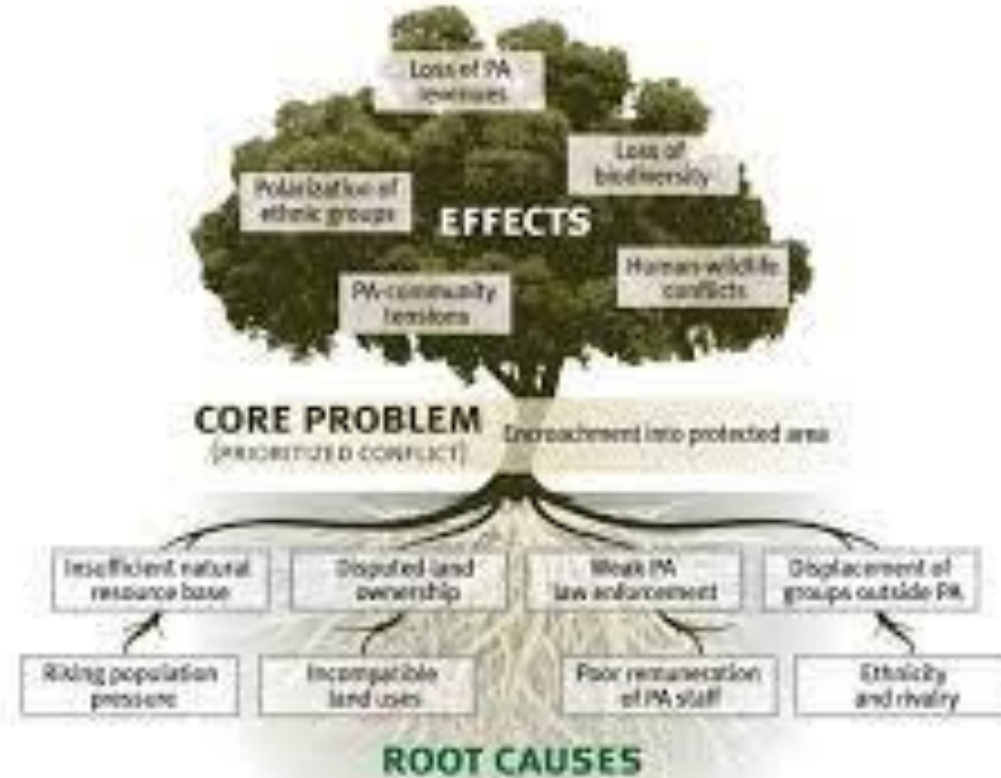 Loss of PA
revenues
Loss of
biodiversity
Polarization of
ethnic groups
EFFECTS
Human-wildlife
conflicts
PA-community
tensions
CORE PROBLEM
(PRIORITIZED CONFLICT)
Encroachment into protected area
Insufficient natural
resource base
Disputed land
ownership
Weak PA
law enforcement
Displacement of
groups outside PA
Rising population
pressure
Incompatible
land uses
Poor remuneration
of PA staff
Ethnicity
and rivalry
ROOT CAUSES